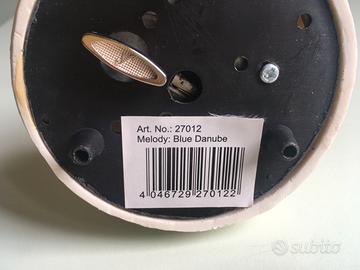 Art. No.: 27012
Melody: Blue Danube
4 046729 270122
subito